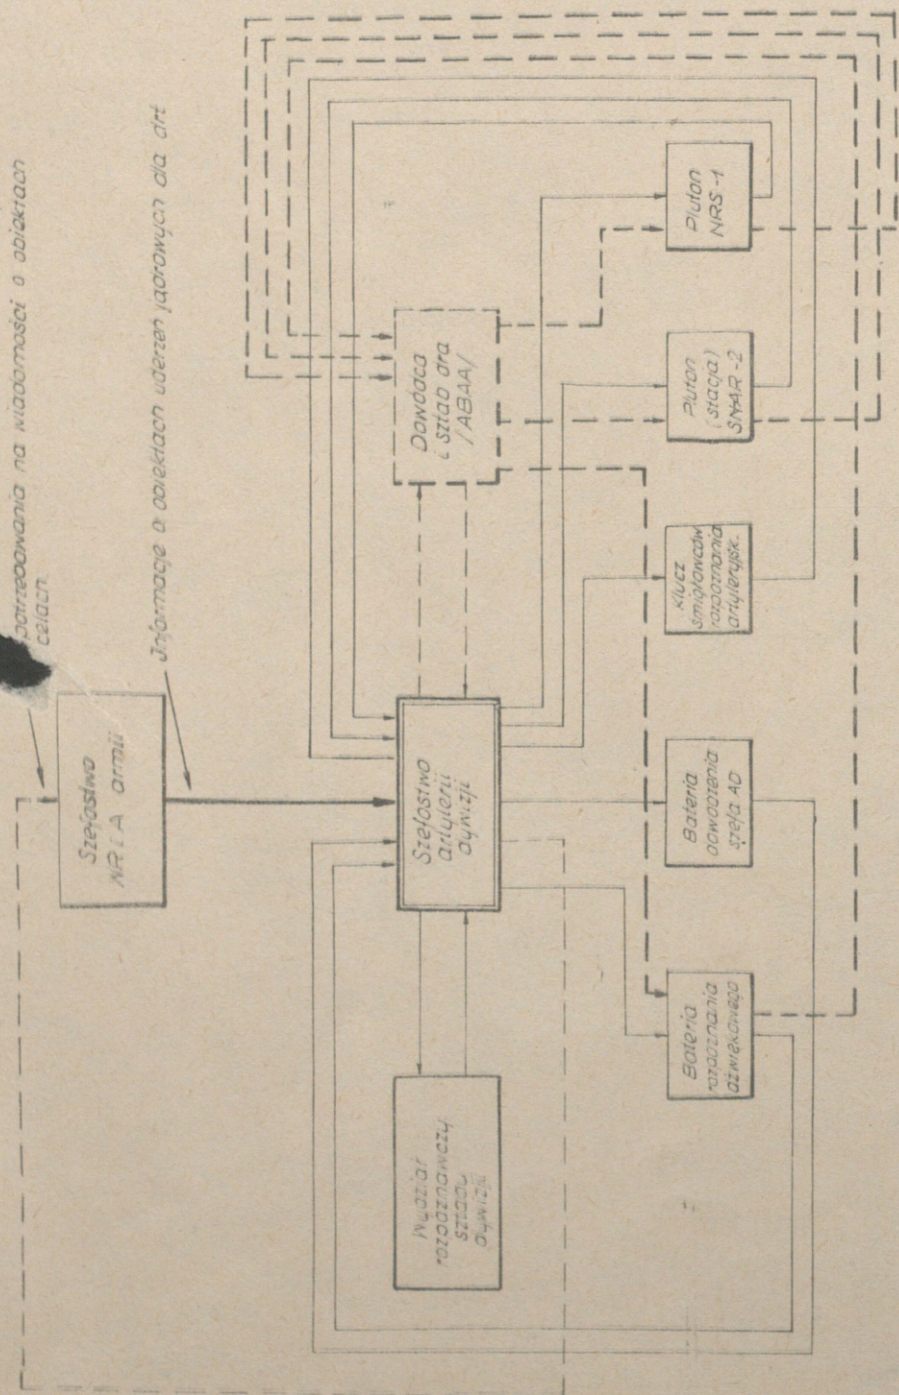 potrzebowania na wiadomości o obiektach
celach.
Szefostwo
NR i A armii
Jnformacje o obiektach uderzeń jądrowych dla drt
Wydział
rozpoznawczy
sztabu
dywizji
Szefostwo
artylerii
dywizji
Dowódca
i sztab dra
/ABAA/
Bateria
rozpoznania
dźwiękowego
Bateria
dowodzenia
szefa AD
Klucz
śmigłowców
rozpoznania
artyleryjsk.
Pluton
(stacja)
SNAR-2
Pluton
NRS-1